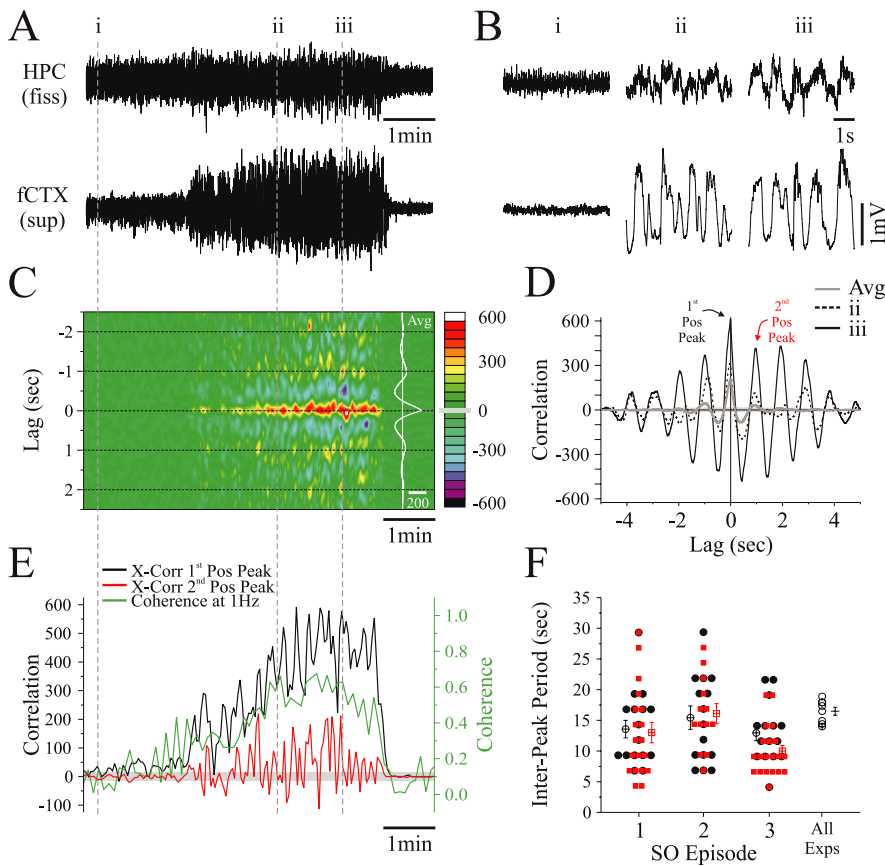 A
i
ii
iii
HPC
(fiss)
1min
fCTX
(sup)
B
i
ii
iii
1s
1mV
C
Lag (sec)
-2
-1
0
1
2
Avg
200
600
300
0
-300
-600
1min
D
Correlation
600
300
0
-300
-600
-4
-2
0
2
4
Lag (sec)
1st
Pos
Peak
2nd
Pos
Peak
Avg
ii
iii
E
X-Corr 1st Pos Peak
X-Corr 2nd Pos Peak
Coherence at 1Hz
Correlation
600
500
400
300
200
100
0
-100
1.0
0.8
0.6
0.4
0.2
0.0
Coherence
1min
F
Inter-Peak Period (sec)
35
30
25
20
15
10
5
0
1
2
3
All
Exps
SO Episode